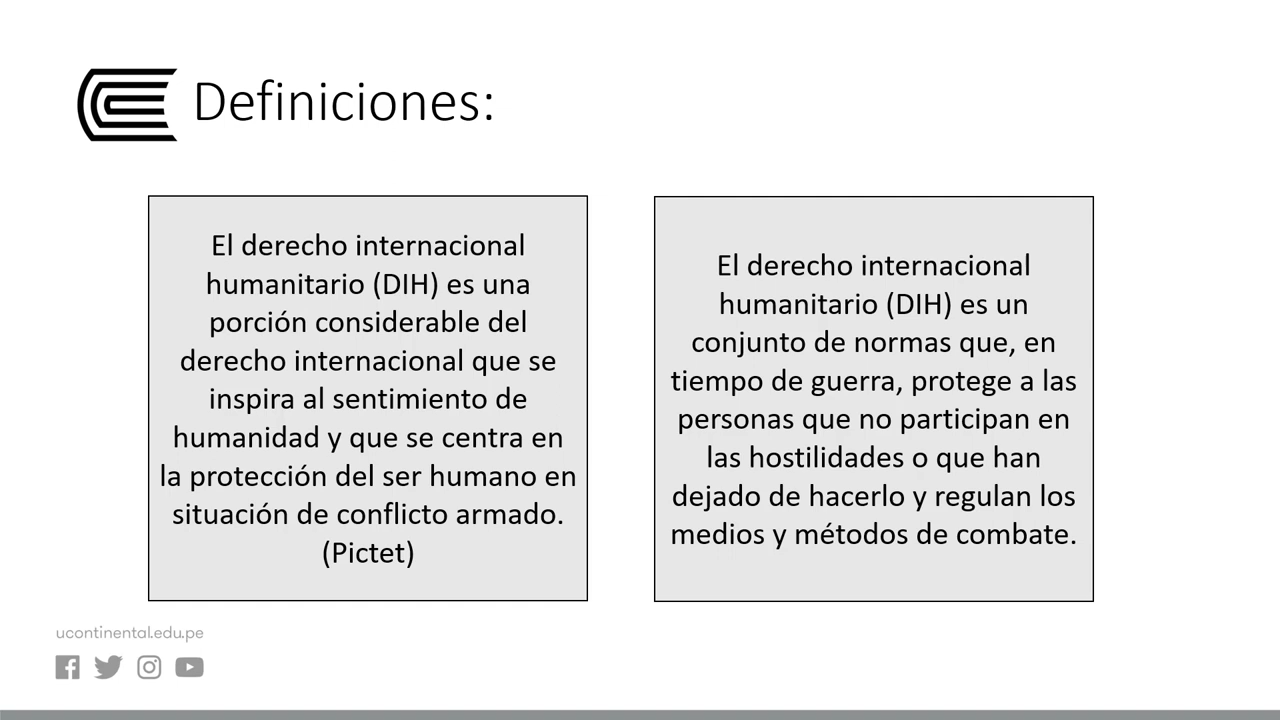 Definiciones:
El derecho internacional
humanitario (DIH) es una
porción considerable del
derecho internacional que se
inspira al sentimiento de
humanidad y que se centra en
la protección del ser humano en
situación de conflicto armado.
(Pictet)
El derecho internacional
humanitario (DIH) es un
conjunto de normas que, en
tiempo de guerra, protege a las
personas que no participan en
las hostilidades o que han
dejado de hacerlo y regulan los
medios y métodos de combate.
ucontinental.edu.pe